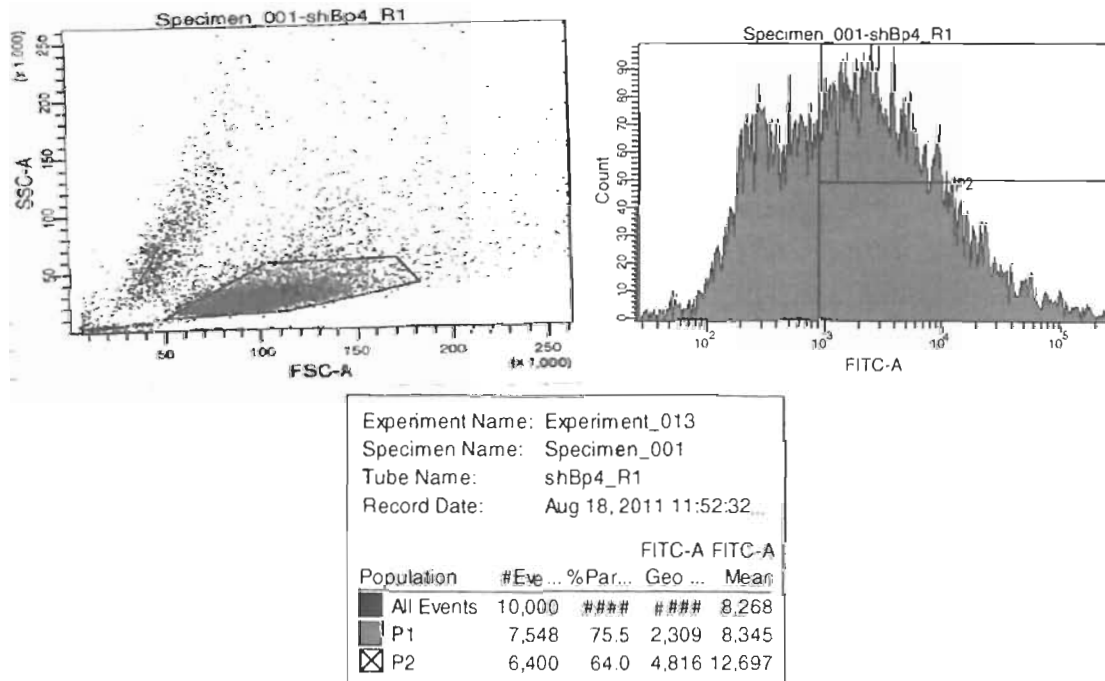 Specimen_001-shBp4_R1
(x 1,000)
250
200
150
100
50
SSC-A
50 100 150 200 250
FSC-A (x 1,000)
Specimen_001-shBp4_R1
90
80
70
60
50
40
30
20
10
0
Count
P2
10² 10³ 10⁴ 10⁵
FITC-A
Experiment Name: Experiment_013
Specimen Name: Specimen_001
Tube Name: shBp4_R1
Record Date: Aug 18, 2011 11:52:32...
FITC-A FITC-A
Population #Eve... %Par... Geo ... Mean
All Events 10,000 #### #### 8,268
P1 7,548 75.5 2,309 8,345
P2 6,400 64.0 4,816 12,697